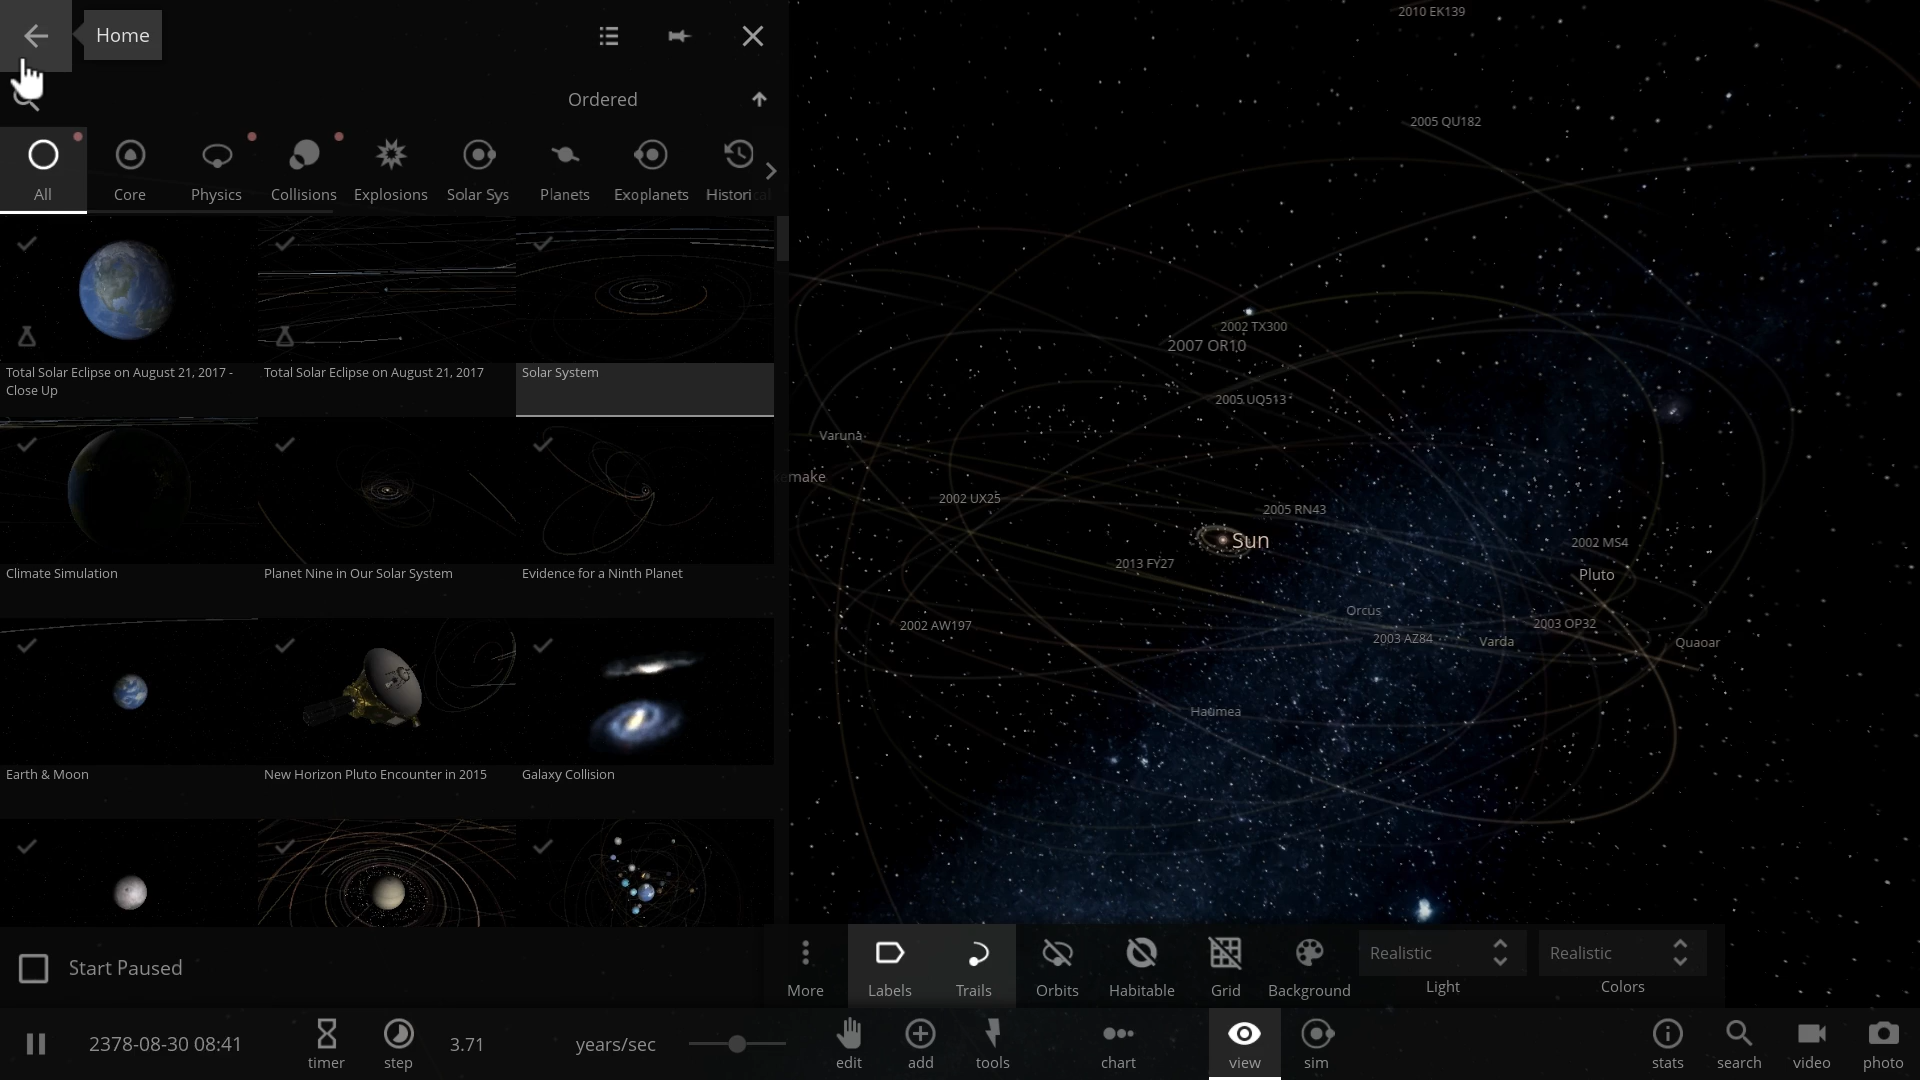 Home
Ordered
All
Core
Physics
Collisions
Explosions
Solar Sys
Planets
Exoplanets
Historical
Total Solar Eclipse on August 21, 2017 -
Close Up
Total Solar Eclipse on August 21, 2017
Solar System
Climate Simulation
Planet Nine in Our Solar System
Evidence for a Ninth Planet
Earth & Moon
New Horizon Pluto Encounter in 2015
Galaxy Collision
Start Paused
2010 EK139
2005 QU182
2002 TX300
2007 OR10
2005 UQ513
Varuna
emake
2002 UX25
2005 RN43
Sun
2002 MS4
2013 FY27
Pluto
Orcus
2002 AW197
2003 OP32
2003 AZ84
Varda
Quaoar
Haumea
More
Labels
Trails
Orbits
Habitable
Grid
Background
Realistic
Light
Realistic
Colors
2378-08-30 08:41
timer
step
3.71
years/sec
edit
add
tools
chart
view
sim
stats
search
video
photo